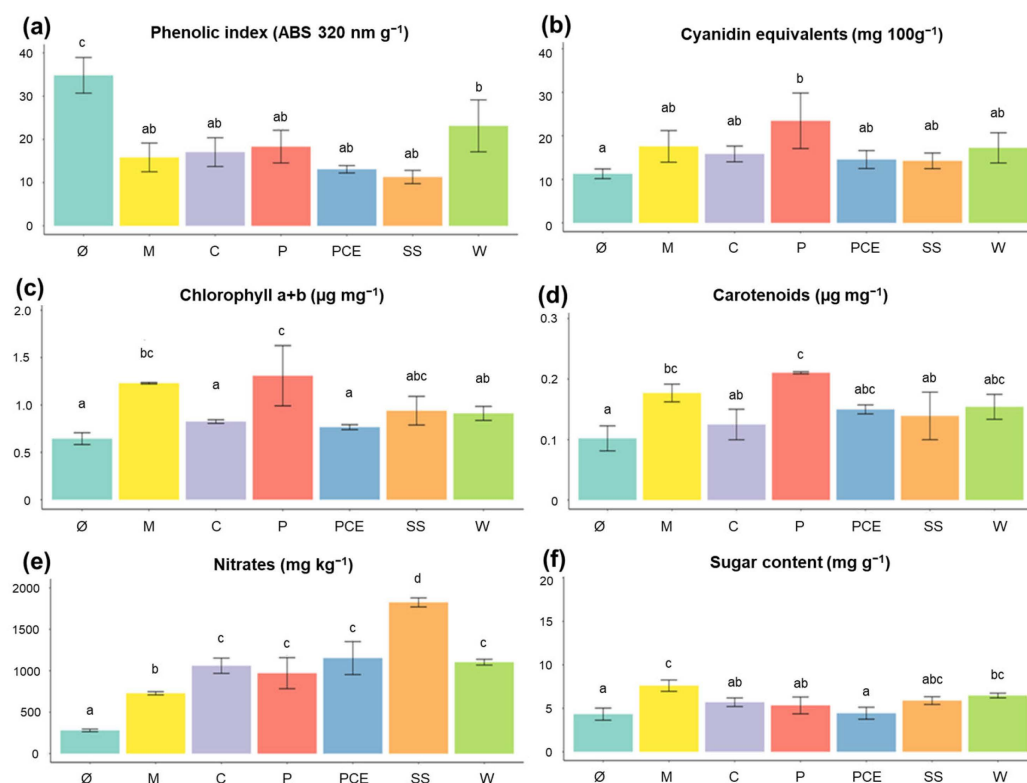 (a)
Phenolic index (ABS 320 nm g⁻¹)
40
30
20
10
0
c
ab
ab
ab
ab
ab
b
Ø M C P PCE SS W
(b)
Cyanidin equivalents (mg 100g⁻¹)
40
30
20
10
0
a
ab
ab
b
ab
ab
ab
Ø M C P PCE SS W
(c)
Chlorophyll a+b (µg mg⁻¹)
2.0
1.5
1.0
0.5
0
a
bc
a
c
a
abc
ab
Ø M C P PCE SS W
(d)
Carotenoids (µg mg⁻¹)
0.3
0.2
0.1
0
a
bc
ab
c
abc
ab
abc
Ø M C P PCE SS W
(e)
Nitrates (mg kg⁻¹)
2000
1500
1000
500
0
a
b
c
c
c
d
c
Ø M C P PCE SS W
(f)
Sugar content (mg g⁻¹)
20
15
10
5
0
a
c
ab
ab
a
abc
bc
Ø M C P PCE SS W